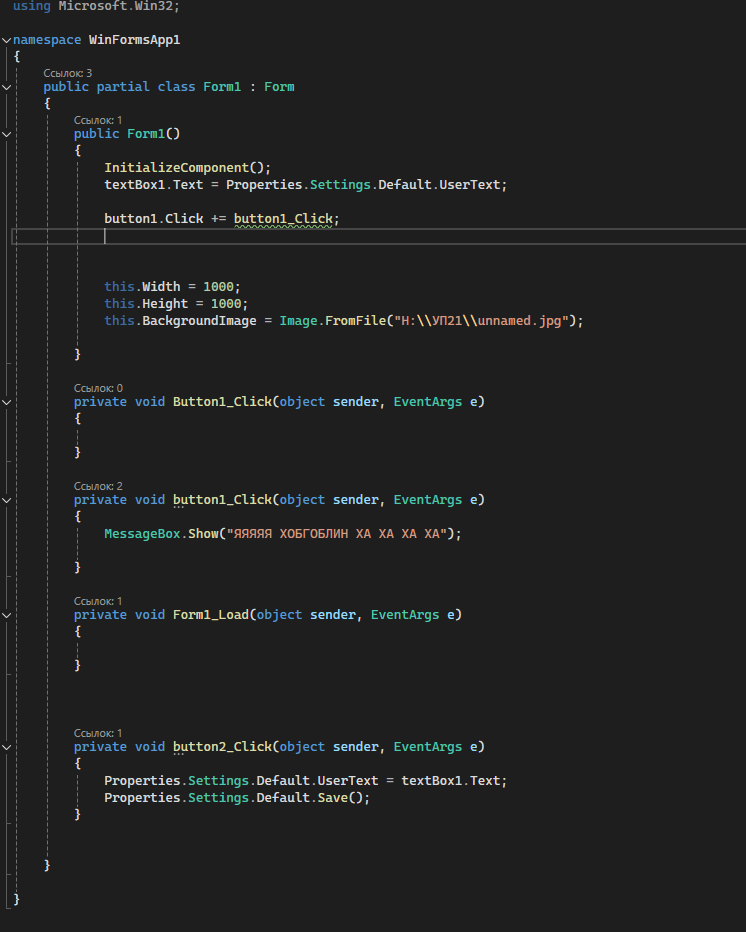 using Microsoft.Win32;
namespace WinFormsApp1
{
Ссылок: 3
public partial class Form1 : Form
{
Ссылок: 1
public Form1()
{
InitializeComponent();
textBox1.Text = Properties.Settings.Default.UserText;
button1.Click += button1_Click;
this.Width = 1000;
this.Height = 1000;
this.BackgroundImage = Image.FromFile("H:\\УП21\\unnamed.jpg");
}
Ссылок: 0
private void Button1_Click(object sender, EventArgs e)
{
}
Ссылок: 2
private void button1_Click(object sender, EventArgs e)
{
MessageBox.Show("ЯЯЯЯЯ ХОБГОБЛИН ХА ХА ХА ХА");
}
Ссылок: 1
private void Form1_Load(object sender, EventArgs e)
{
}
Ссылок: 1
private void button2_Click(object sender, EventArgs e)
{
Properties.Settings.Default.UserText = textBox1.Text;
Properties.Settings.Default.Save();
}
}
}